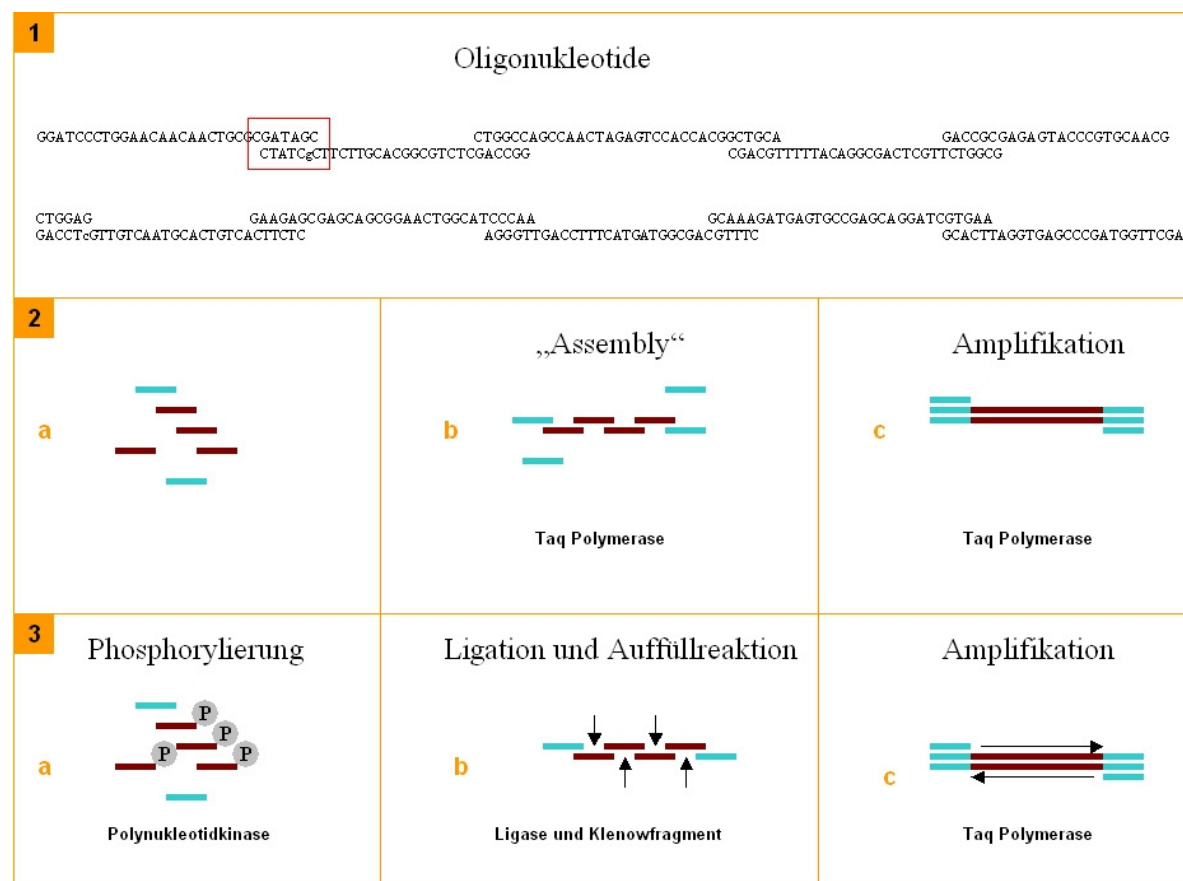 1
Oligonukleotide
GGATCCCTGGAACAACAACTGCGCGATAGC CTGGCCAGCCAACTAGAGTCCACCACGGCTGCA GACCGCGAGAGTACCCGTGCAACG
CTATCgCTTCTTGCACGGCGTCTCGACCGG CGACGTTTTTACAGGCGACTCGTTCTGGCG
CTGGAG GAAGAGCGAGCAGCGGAACTGGCATCCCAA GCAAAGATGAGTGCCGAGCAGGATCGTGAA
GACCTcGTTGTCAATGCACTGTCACTTCTC AGGGTTGACCTTTCATGATGGCGACGTTTC GCACTTAGGTGAGCCCGATGGTTCGA
2
„Assembly“ Amplifikation
a b c
Taq Polymerase Taq Polymerase
3
Phosphorylierung Ligation und Auffüllreaktion Amplifikation
P
P
P P
a b c
Polynukleotidkinase Ligase und Klenowfragment Taq Polymerase